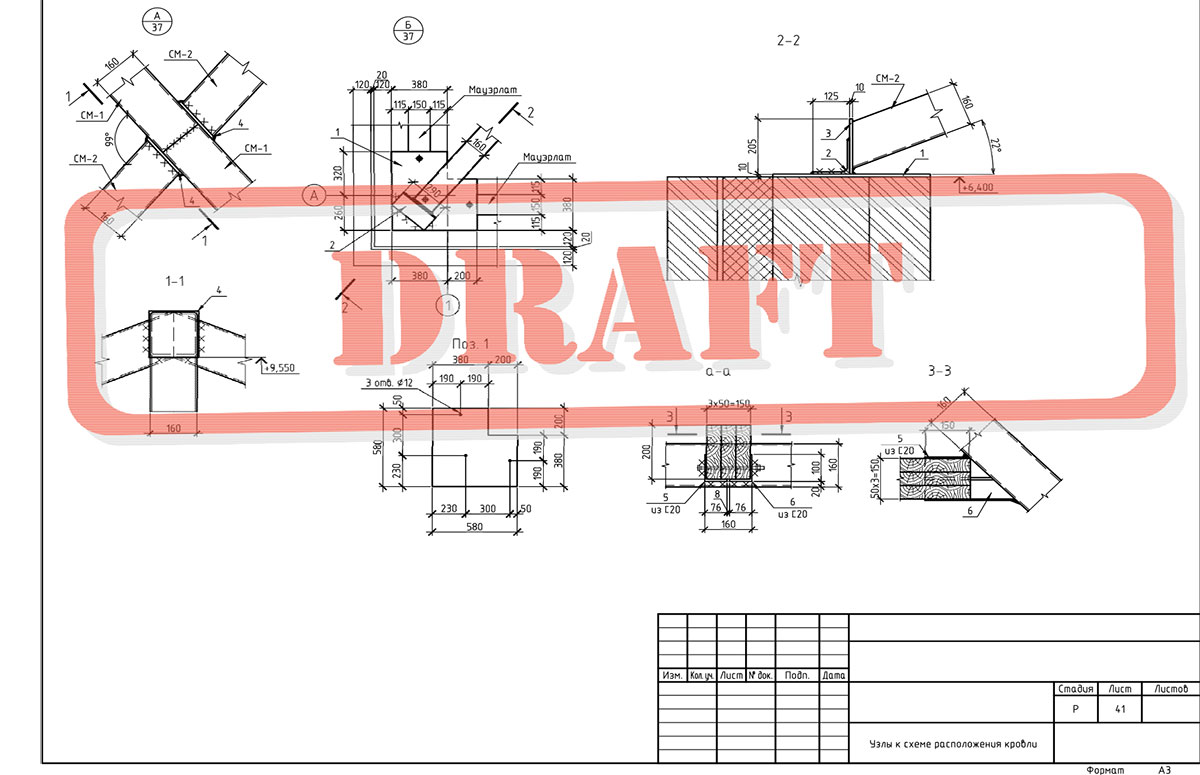 А
37
СМ-2
160
1
СМ-1
99°
4
СМ-1
СМ-2
4
160
1
Б
37
20
120
120
380
115
150
115
Мауэрлат
2
160
1
Мауэрлат
320
260
А
290
115
150
115
380
120
120
20
2
380
200
2
1
2-2
125
10
СМ-2
160
3
205
2
10
1
22°
+6,400
1-1
4
+9,550
160
DRAFT
Поз. 1
380
200
190
190
3 отв. ⌀12
50
300
230
580
200
190
190
380
230
300
50
580
а-а
3х50=150
3
3
200
100
160
20
5
из С20
8
6
из С20
76
76
160
3-3
160
150
5
из С20
50х3=150
6
Изм.
Кол.уч.
Лист
№ док.
Подп.
Дата
Стадия
Лист
Листов
Р
41
Узлы к схеме расположения кровли
Формат
А3